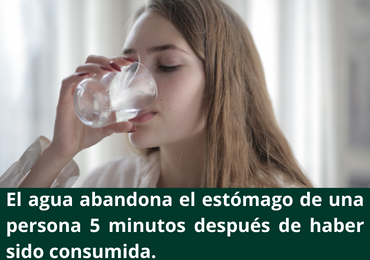 El agua abandona el estómago de una
persona 5 minutos después de haber
sido consumida.